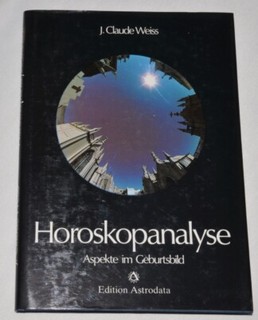 J. Claude Weiss
Horoskopanalyse
Aspekte im Geburtsbild
Edition Astrodata